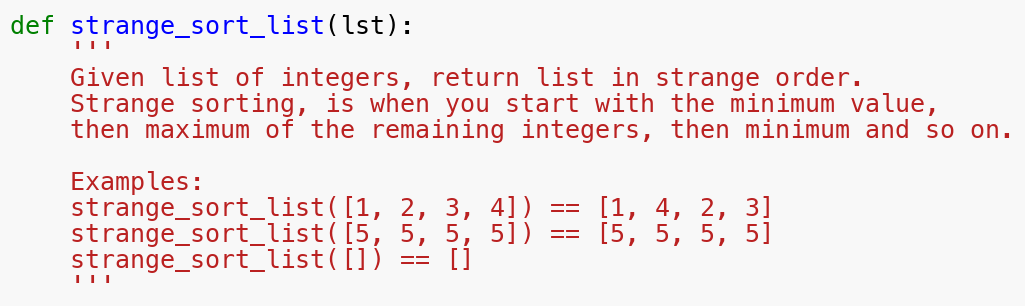 def strange_sort_list(lst):
    '''
    Given list of integers, return list in strange order.
    Strange sorting, is when you start with the minimum value,
    then maximum of the remaining integers, then minimum and so on.

    Examples:
    strange_sort_list([1, 2, 3, 4]) == [1, 4, 2, 3]
    strange_sort_list([5, 5, 5, 5]) == [5, 5, 5, 5]
    strange_sort_list([]) == []
    '''